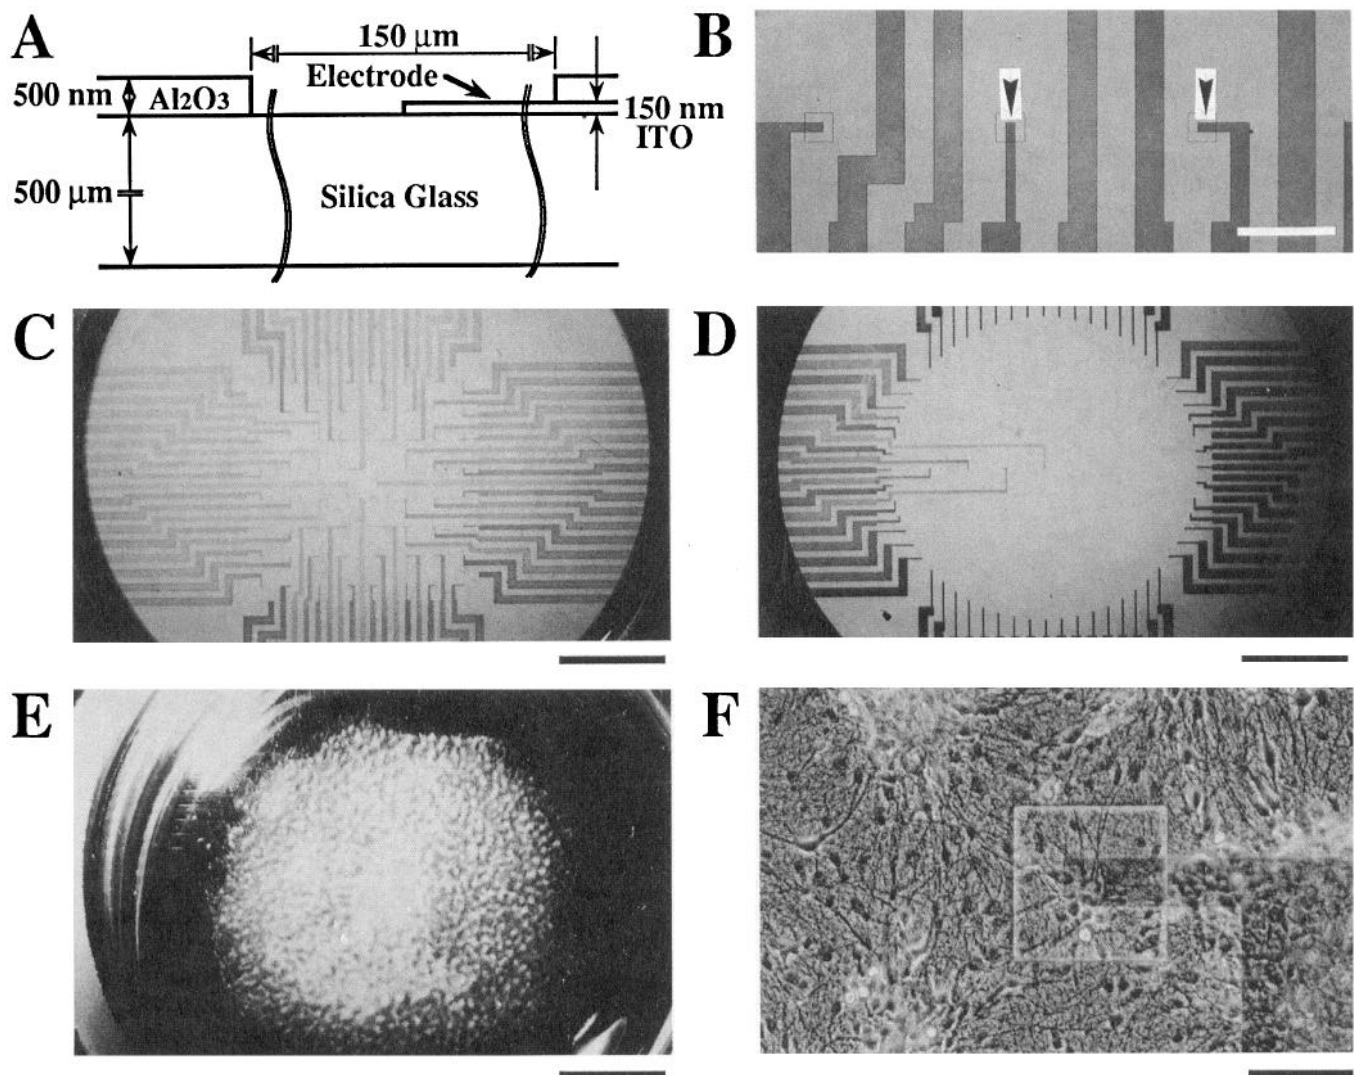 A
150 μm
Electrode
500 nm
Al2O3
150 nm
ITO
500 μm
Silica Glass
B
C
D
E
F